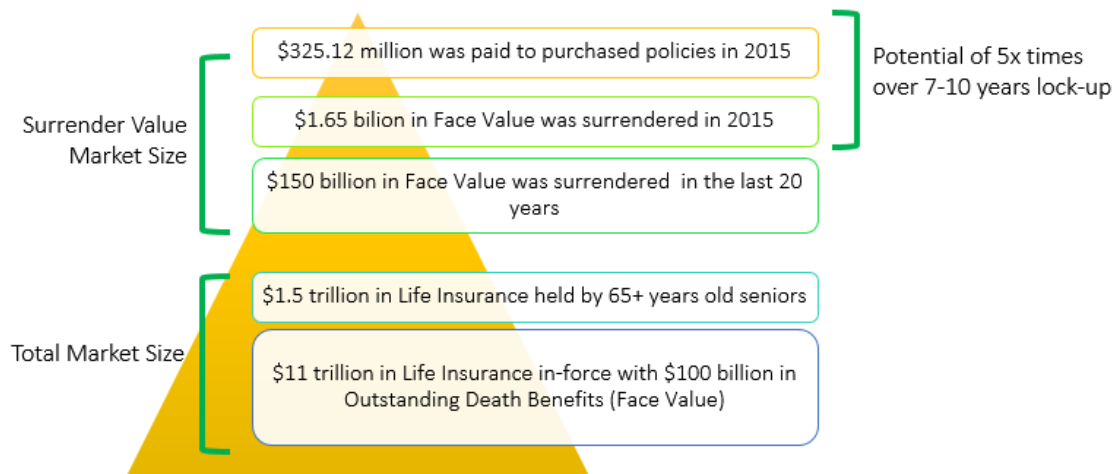 $325.12 million was paid to purchased policies in 2015
Potential of 5x times
over 7-10 years lock-up
Surrender Value
Market Size
$1.65 bilion in Face Value was surrendered in 2015
$150 billion in Face Value was surrendered in the last 20
years
$1.5 trillion in Life Insurance held by 65+ years old seniors
Total Market Size
$11 trillion in Life Insurance in-force with $100 billion in
Outstanding Death Benefits (Face Value)